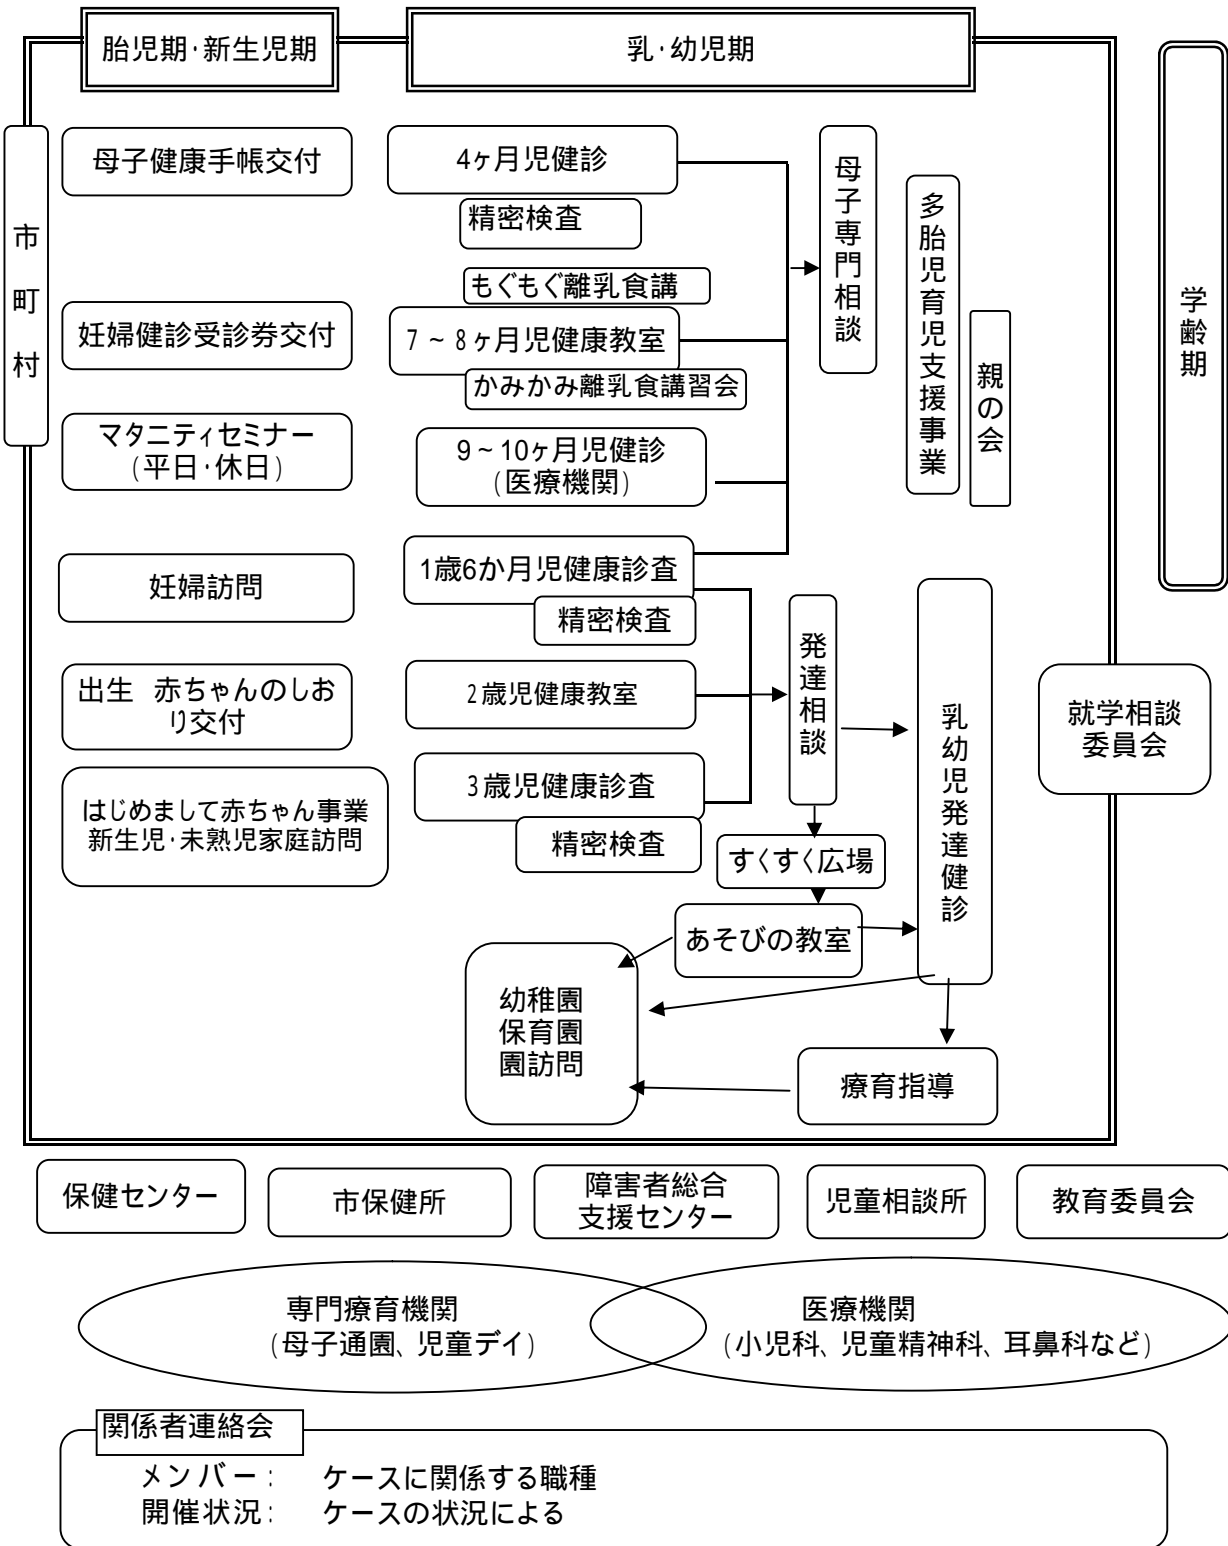 胎児期・新生児期
乳・幼児期
学齢期
市町村
母子健康手帳交付
妊婦健診受診券交付
マタニティセミナー
(平日・休日)
妊婦訪問
出生　赤ちゃんのしお
り交付
はじめまして赤ちゃん事業
新生児・未熟児家庭訪問
4ヶ月児健診
精密検査
もぐもぐ離乳食講
7～8ヶ月児健康教室
かみかみ離乳食講習会
9～10ヶ月児健診
(医療機関)
1歳6か月児健康診査
精密検査
2歳児健康教室
3歳児健康診査
精密検査
母子専門相談
多胎児育児支援事業
親の会
発達相談
乳幼児発達健診
すくすく広場
あそびの教室
幼稚園
保育園
園訪問
療育指導
就学相談
委員会
保健センター
市保健所
障害者総合
支援センター
児童相談所
教育委員会
専門療育機関
(母子通園、児童デイ)
医療機関
(小児科、児童精神科、耳鼻科など)
関係者連絡会
メンバー：　ケースに関係する職種
開催状況：　ケースの状況による